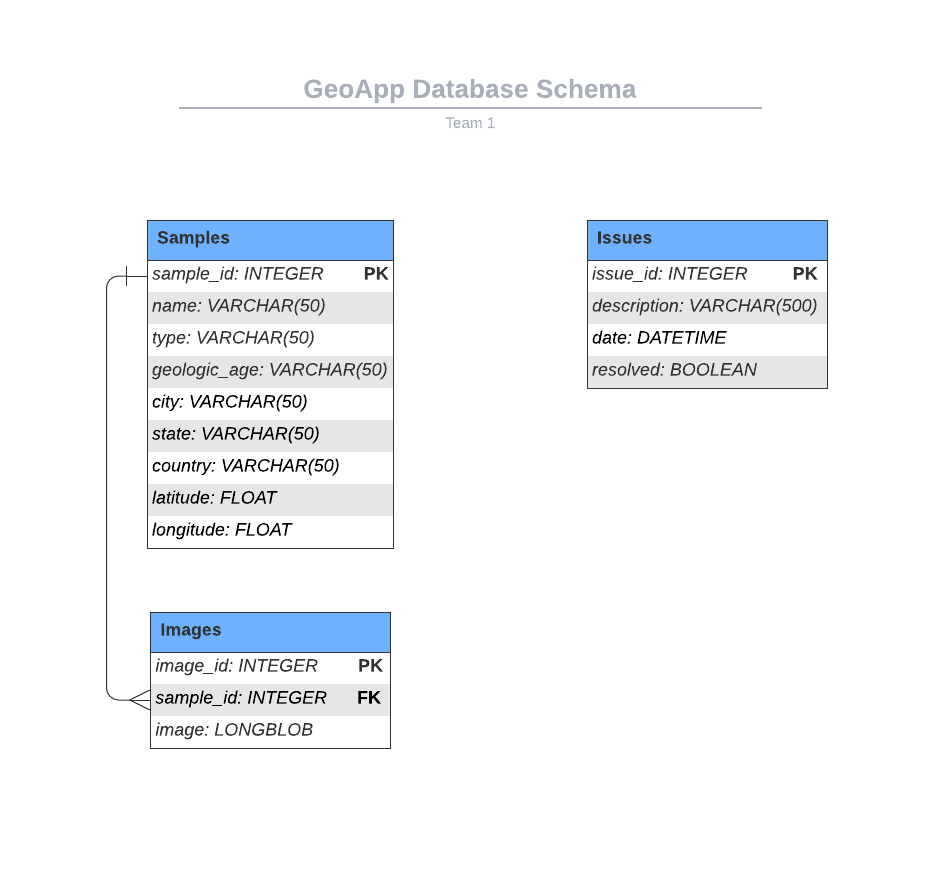 GeoApp Database Schema
Team 1
Samples
sample_id: INTEGER PK
name: VARCHAR(50)
type: VARCHAR(50)
geologic_age: VARCHAR(50)
city: VARCHAR(50)
state: VARCHAR(50)
country: VARCHAR(50)
latitude: FLOAT
longitude: FLOAT
Issues
issue_id: INTEGER PK
description: VARCHAR(500)
date: DATETIME
resolved: BOOLEAN
Images
image_id: INTEGER PK
sample_id: INTEGER FK
image: LONGBLOB